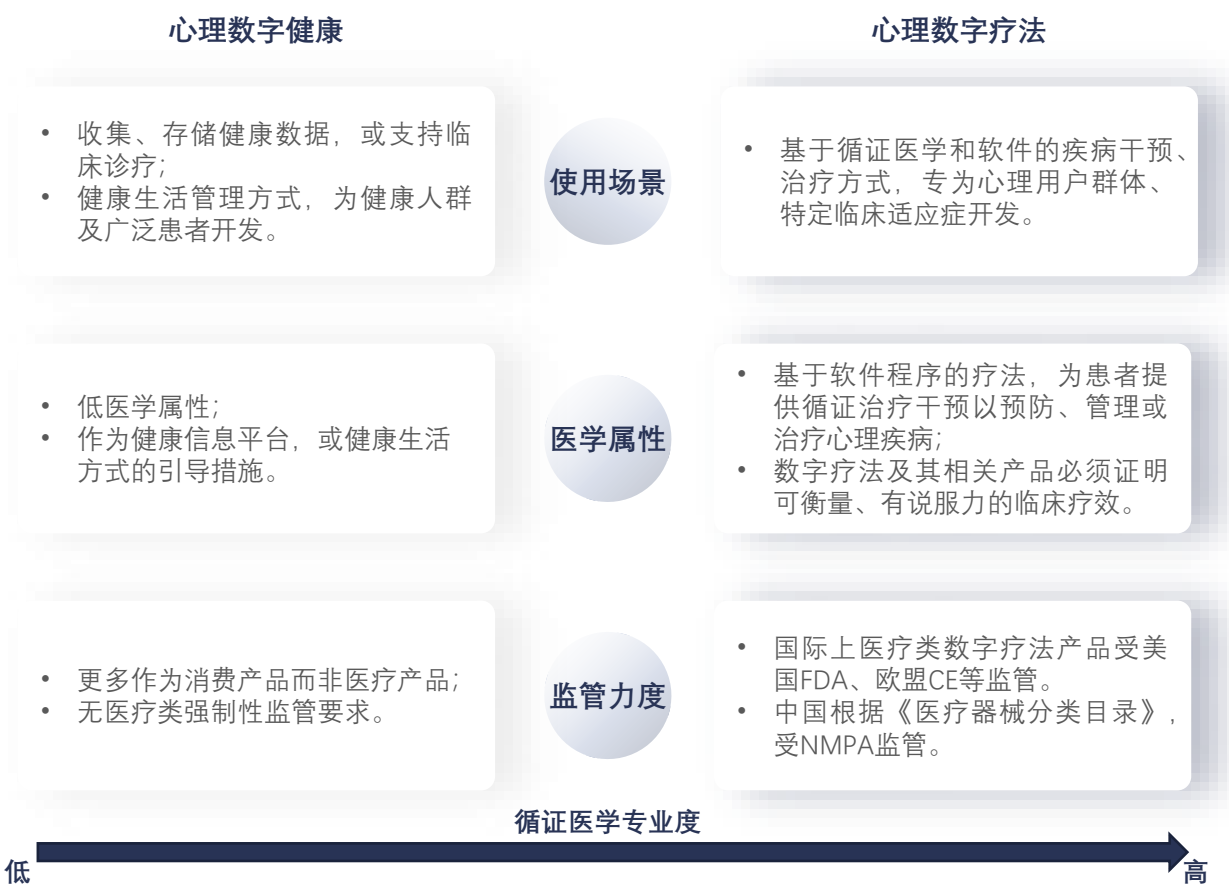 心理数字健康
心理数字疗法
• 收集、存储健康数据，或支持临
床诊疗；
• 健康生活管理方式，为健康人群
及广泛患者开发。
使用场景
• 基于循证医学和软件的疾病干预、
治疗方式，专为心理用户群体、
特定临床适应症开发。
• 低医学属性；
• 作为健康信息平台，或健康生活
方式的引导措施。
医学属性
• 基于软件程序的疗法，为患者提
供循证治疗干预以预防、管理或
治疗心理疾病；
• 数字疗法及其相关产品必须证明
可衡量、有说服力的临床疗效。
• 更多作为消费产品而非医疗产品；
• 无医疗类强制性监管要求。
监管力度
• 国际上医疗类数字疗法产品受美
国FDA、欧盟CE等监管。
• 中国根据《医疗器械分类目录》，
受NMPA监管。
循证医学专业度
低
高